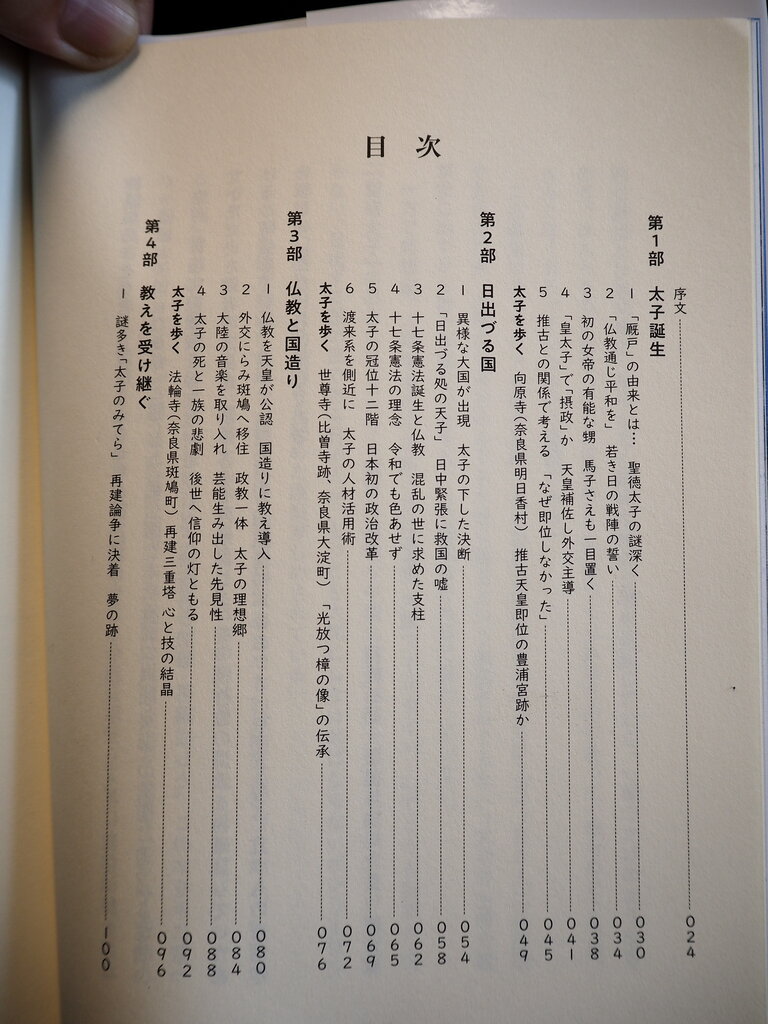 目次
序文 024
第1部 太子誕生
1 「厩戸」の由来とは… 聖徳太子の謎深く 030
2 「仏教通じ平和を」 若き日の戦陣の誓い 034
3 初の女帝の有能な甥 馬子さえも一目置く 038
4 「皇太子」で「摂政」か 天皇補佐し外交主導 041
5 推古との関係で考える 「なぜ即位しなかった」 045
太子を歩く 向原寺(奈良県明日香村) 推古天皇即位の豊浦宮跡か 049
第2部 日出づる国
1 異様な大国が出現 太子の下した決断 054
2 「日出づる処の天子」 日中緊張に救国の嘘 058
3 十七条憲法誕生と仏教 混乱の世に求めた支柱 062
4 十七条憲法の理念 令和でも色あせず 065
5 太子の冠位十二階 日本初の政治改革 069
6 渡来系を側近に 太子の人材活用術 072
太子を歩く 世尊寺(比曽寺跡、奈良県大淀町) 「光放つ樟の像」の伝承 076
第3部 仏教と国造り
1 仏教を天皇が公認 国造りに教え導入 080
2 外交にらみ斑鳩へ移住 政教一体 太子の理想郷 084
3 大陸の音楽を取り入れ 芸能生み出した先見性 088
4 太子の死と一族の悲劇 後世へ信仰の灯ともる 092
太子を歩く 法輪寺(奈良県斑鳩町) 再建三重塔 心と技の結晶 096
第4部 教えを受け継ぐ
1 謎多き「太子のみてら」 再建論争に決着 夢の跡 100